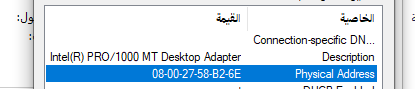 الخاصية القيمة
Connection-specific DN...
Description Intel(R) PRO/1000 MT Desktop Adapter
Physical Address 08-00-27-58-B2-6E